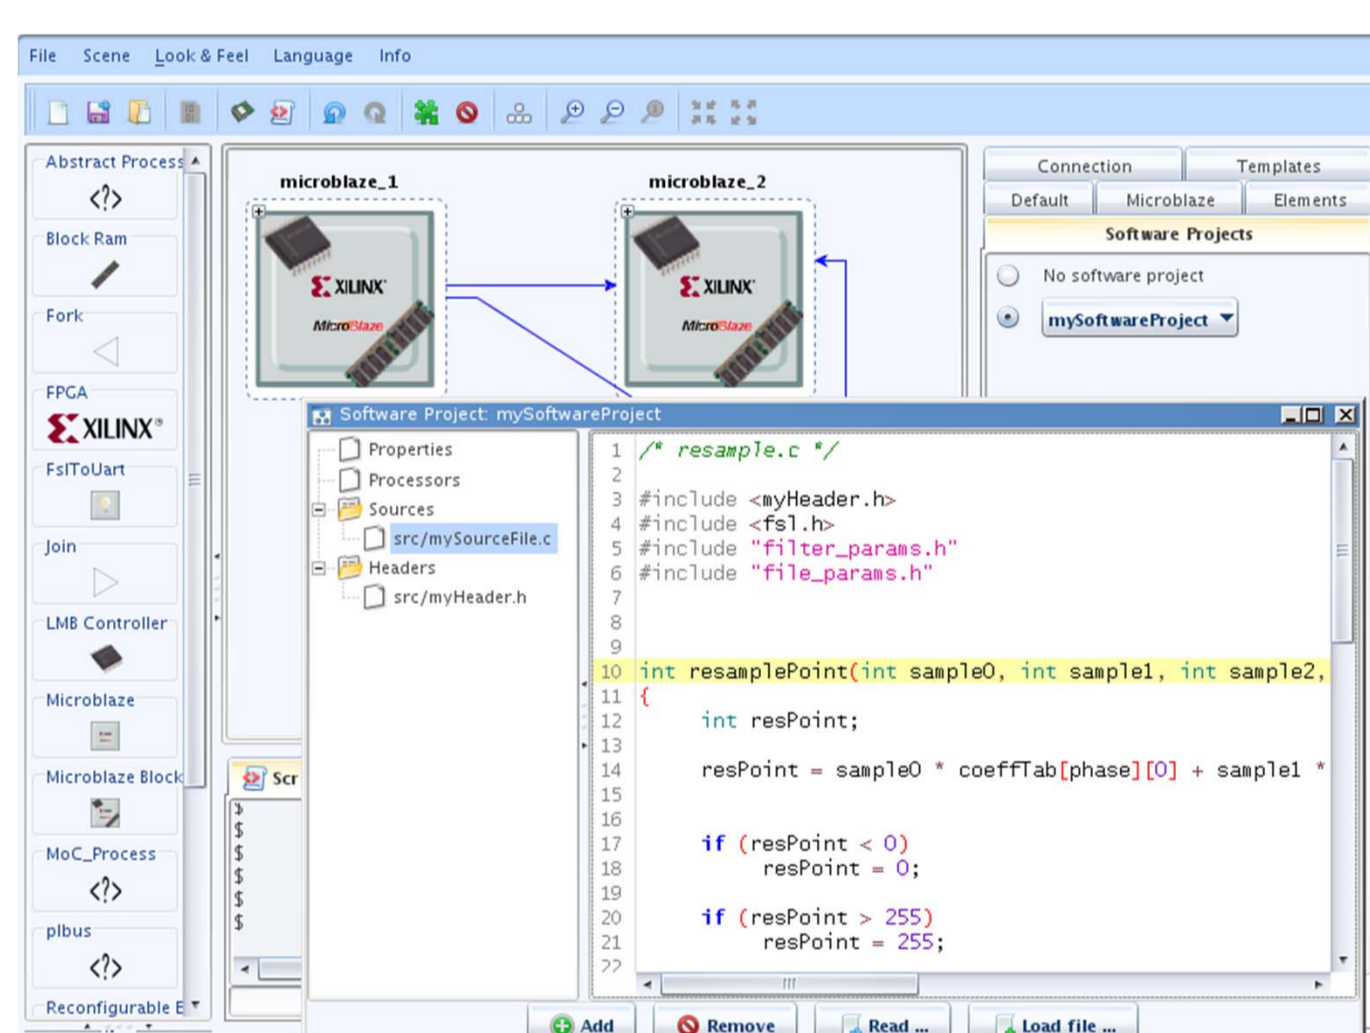 File Scene Look & Feel Language Info
Abstract Process
<?>
Block Ram
Fork
FPGA
XILINX®
FslToUart
Join
LMB Controller
Microblaze
Microblaze Block
MoC_Process
<?>
plbus
<?>
Reconfigurable E
microblaze_1
XILINX
MicroBlaze
microblaze_2
XILINX
MicroBlaze
Connection Templates
Default Microblaze Elements
Software Projects
No software project
mySoftwareProject
Scr
$
$
$
$
$
$
Software Project: mySoftwareProject
Properties
Processors
Sources
src/mySourceFile.c
Headers
src/myHeader.h
1 /* resample.c */
2
3 #include <myHeader.h>
4 #include <fsl.h>
5 #include "filter_params.h"
6 #include "file_params.h"
7
8
9
10 int resamplePoint(int sample0, int sample1, int sample2,
11 {
12 int resPoint;
13
14 resPoint = sample0 * coeffTab[phase][0] + sample1 *
15
16
17 if (resPoint < 0)
18 resPoint = 0;
19
20 if (resPoint > 255)
21 resPoint = 255;
22
Add Remove Read ... Load file ...